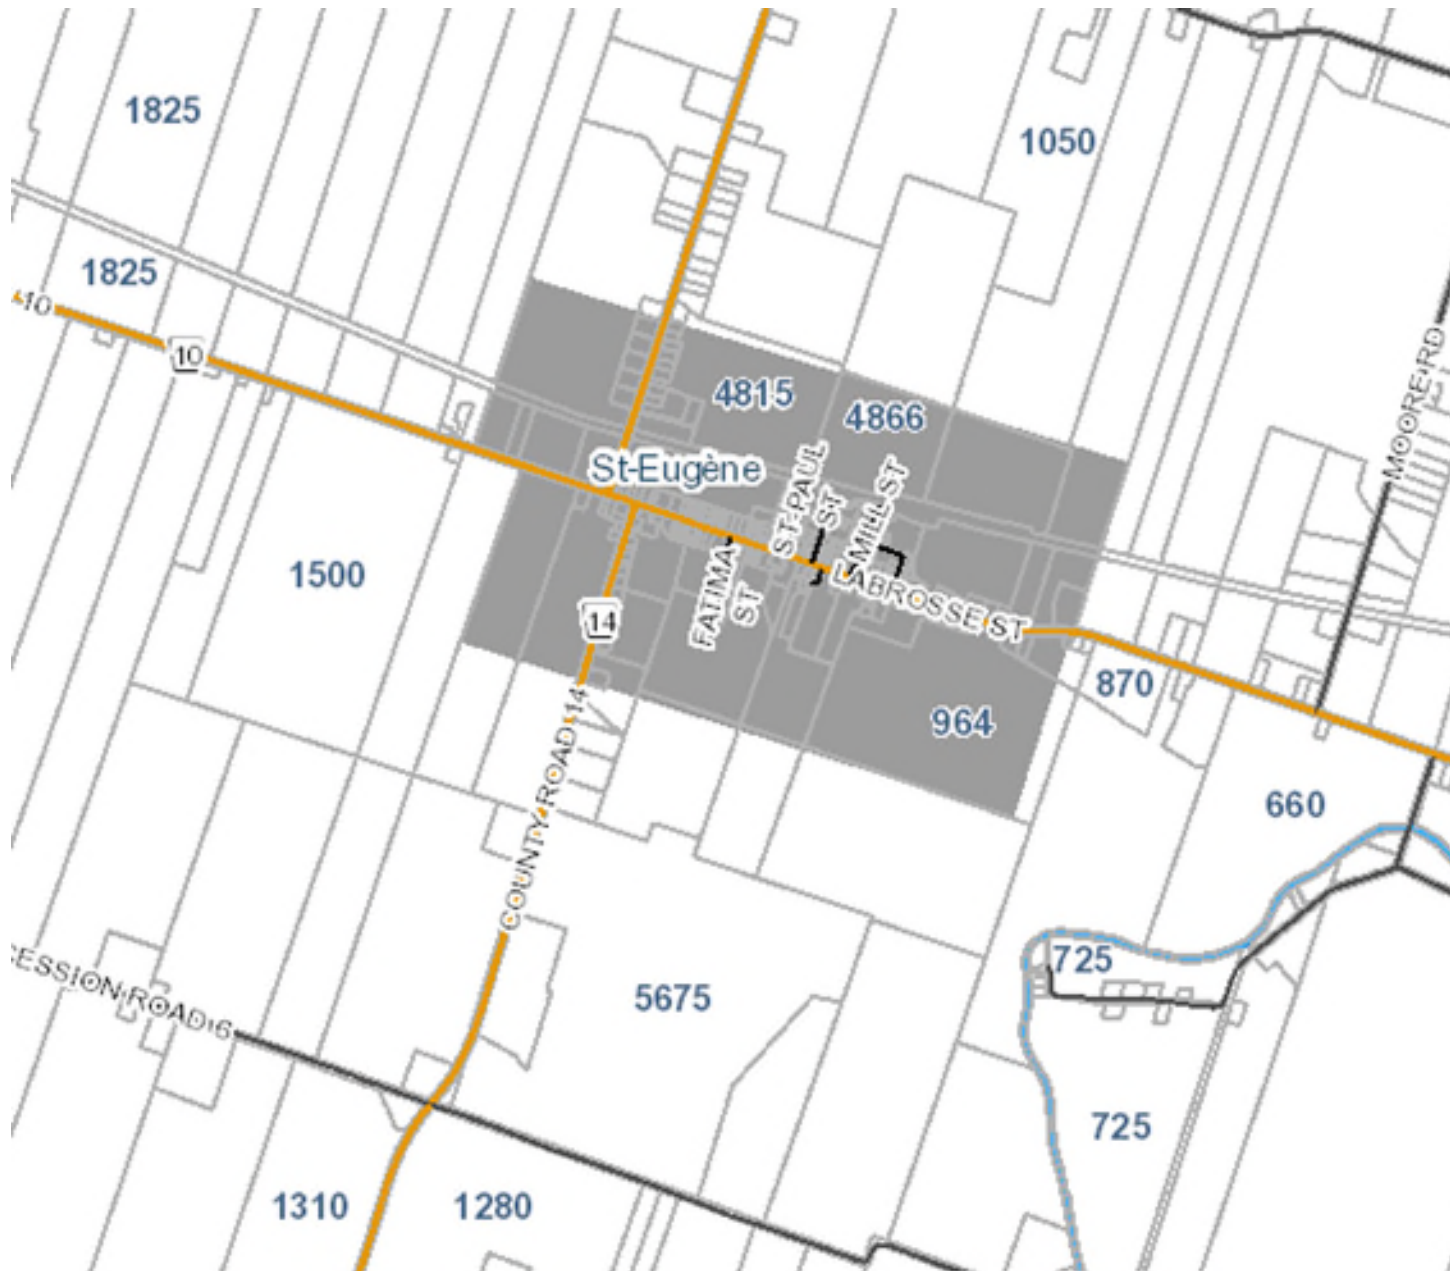 1825
1050
1825
10
10
4815
4866
St-Eugène
MOORE RD
ST-PAUL
ST
MILL ST
1500
FATIMA
ST
LABROSSE ST
14
870
964
COUNTY ROAD 14
660
725
CESSION ROAD 6
5675
725
1310
1280